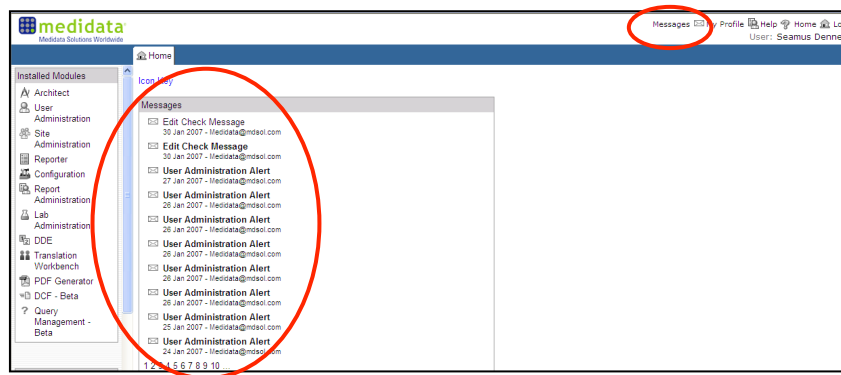 medidata
Medidata Solutions Worldwide
Messages My Profile Help Home Lo
User: Seamus Denne
Home
Installed Modules
Architect
User
Administration
Site
Administration
Reporter
Configuration
Report
Administration
Lab
Administration
DDE
Translation
Workbench
PDF Generator
DCF - Beta
Query
Management -
Beta
Icon Key
Messages
Edit Check Message
30 Jan 2007 - Medidata@mdsol.com
Edit Check Message
30 Jan 2007 - Medidata@mdsol.com
User Administration Alert
27 Jan 2007 - Medidata@mdsol.com
User Administration Alert
26 Jan 2007 - Medidata@mdsol.com
User Administration Alert
26 Jan 2007 - Medidata@mdsol.com
User Administration Alert
26 Jan 2007 - Medidata@mdsol.com
User Administration Alert
26 Jan 2007 - Medidata@mdsol.com
User Administration Alert
26 Jan 2007 - Medidata@mdsol.com
User Administration Alert
25 Jan 2007 - Medidata@mdsol.com
User Administration Alert
24 Jan 2007 - Medidata@mdsol.com
1 2 3 4 5 6 7 8 9 10 ...